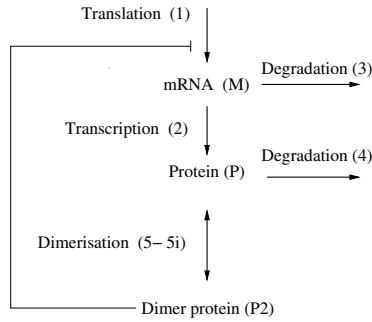 Translation (1)
Degradation (3)
mRNA (M)
Transcription (2)
Degradation (4)
Protein (P)
Dimerisation (5– 5i)
Dimer protein (P2)